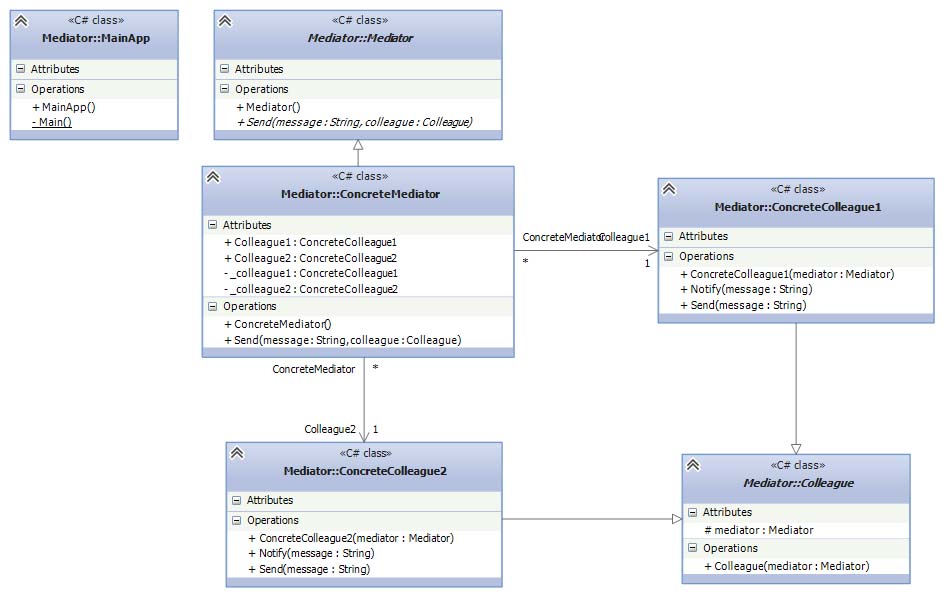 «C# class»
Mediator::MainApp
Attributes
Operations
+ MainApp()
- Main()
«C# class»
Mediator::Mediator
Attributes
Operations
+ Mediator()
+ Send(message : String, colleague : Colleague)
«C# class»
Mediator::ConcreteMediator
Attributes
+ Colleague1 : ConcreteColleague1
+ Colleague2 : ConcreteColleague2
- _colleague1 : ConcreteColleague1
- _colleague2 : ConcreteColleague2
Operations
+ ConcreteMediator()
+ Send(message : String, colleague : Colleague)
ConcreteMediator
Colleague1
*
1
«C# class»
Mediator::ConcreteColleague1
Attributes
Operations
+ ConcreteColleague1(mediator : Mediator)
+ Notify(message : String)
+ Send(message : String)
ConcreteMediator
*
Colleague2
1
«C# class»
Mediator::ConcreteColleague2
Attributes
Operations
+ ConcreteColleague2(mediator : Mediator)
+ Notify(message : String)
+ Send(message : String)
«C# class»
Mediator::Colleague
Attributes
# mediator : Mediator
Operations
+ Colleague(mediator : Mediator)